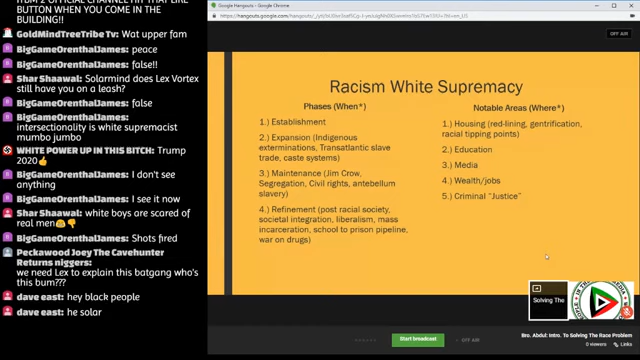 ITEM 2 OFFICIAL CHANNEL HIT THAT LIKE
BUTTON WHEN YOU COME IN THE
BUILDING!!
GoldMindTreeTribe Tv: Wat upper fam
BigGameOrenthalJames: peace
BigGameOrenthalJames: false!!
Shar Shaawal: Solarmind does Lex Vortex
still have you on a leash?
BigGameOrenthalJames: false
BigGameOrenthalJames:
intersectionality is white supremacist
mumbo jumbo
WHITE POWER UP IN THIS BITCH: Trump
2020👍
BigGameOrenthalJames: I don't see
anything
BigGameOrenthalJames: I see it now
Shar Shaawal: white boys are scared of
real men
BigGameOrenthalJames: Shots fired
Peckawood Joey The Cavehunter
Returns niggers:
we need Lex to explain this batgang who's
this bum???
dave east: hey black people
dave east: he solar
Google Hangouts - Google Chrome
OFF AIR
Racism White Supremacy
Phases (When*)
1.) Establishment
2.) Expansion (Indigenous
exterminations, Transatlantic slave
trade, caste systems)
3.) Maintenance (Jim Crow,
Segregation, Civil rights, antebellum
slavery)
4.) Refinement (post racial society,
societal integration, liberalism, mass
incarceration, school to prison pipeline,
war on drugs)
Notable Areas (Where*)
1.) Housing (red-lining, gentrification,
racial tipping points)
2.) Education
3.) Media
4.) Wealth/jobs
5.) Criminal "Justice"
Solving The
Start broadcast
OFF AIR
Bro. Abdul: Intro. To Solving The Race Problem
0 viewers
Links